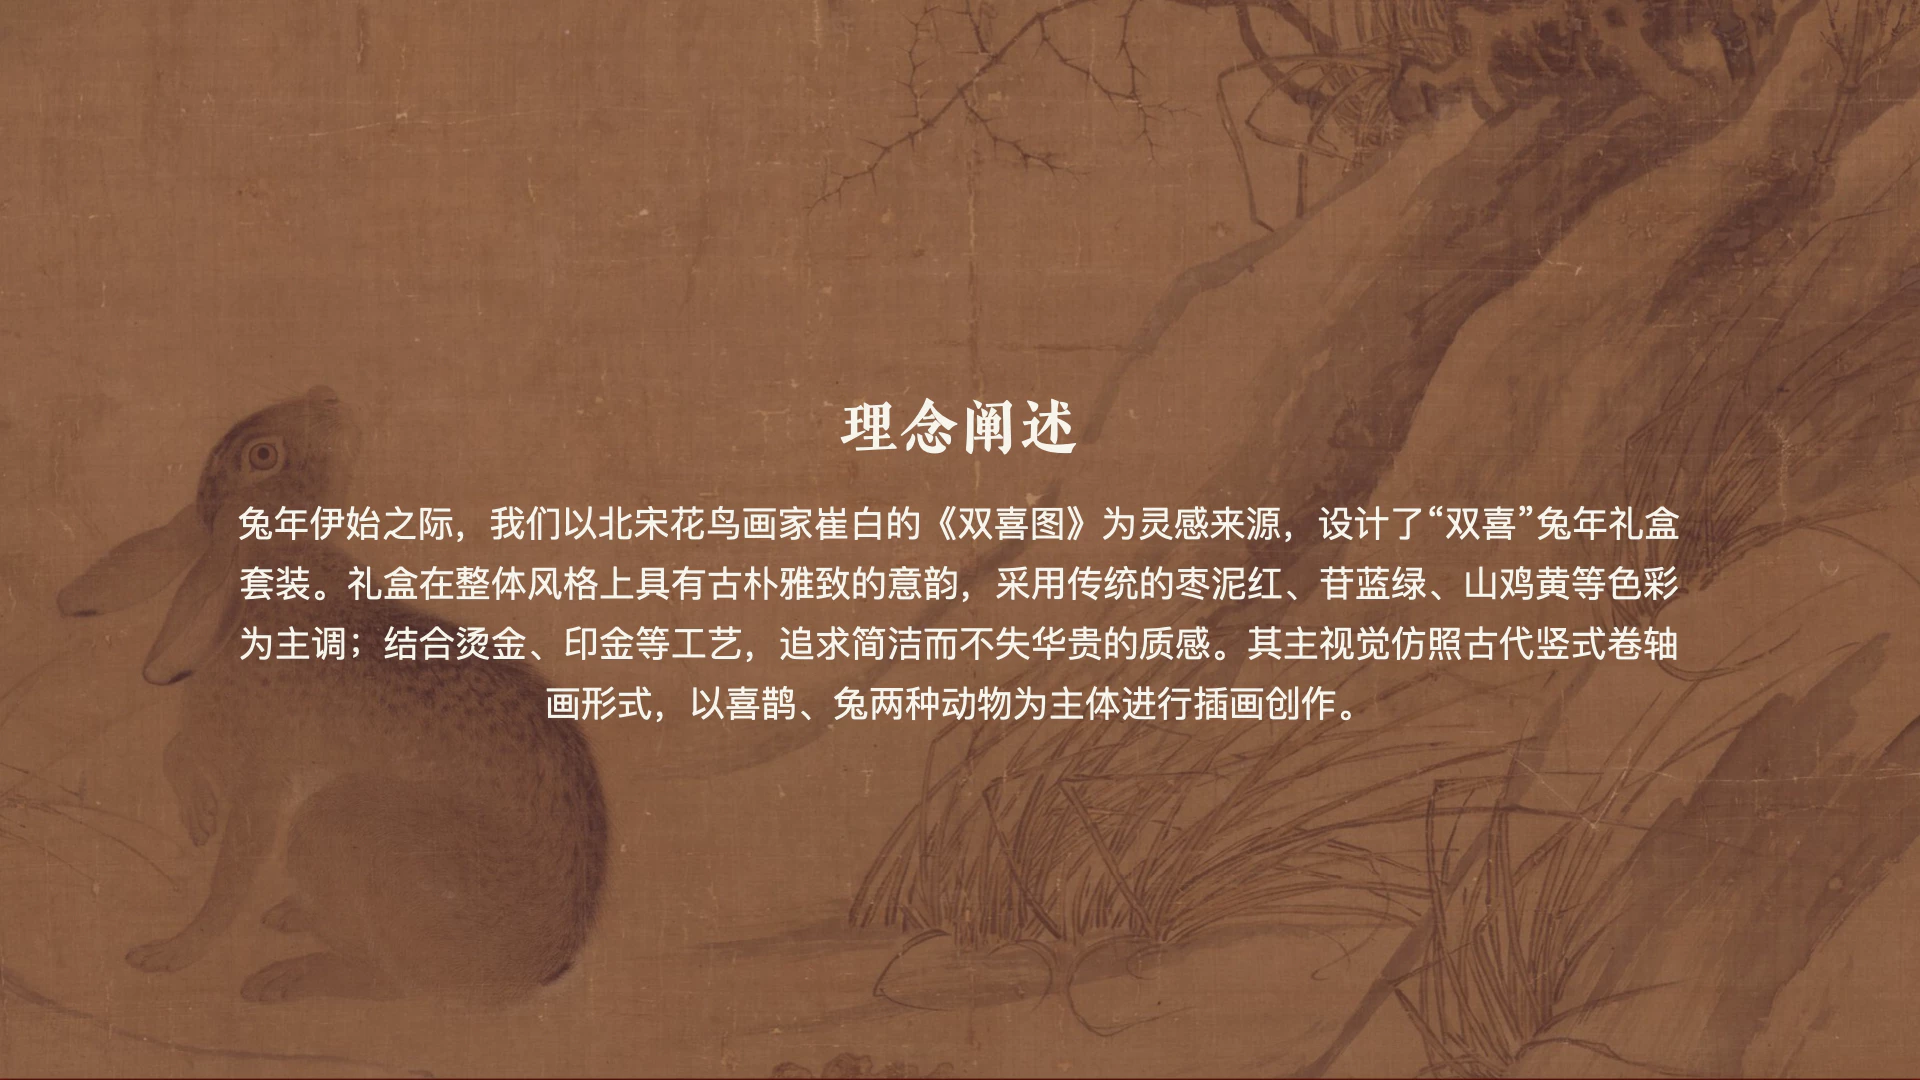 理念阐述
兔年伊始之际，我们以北宋花鸟画家崔白的《双喜图》为灵感来源，设计了“双喜”兔年礼盒
套装。礼盒在整体风格上具有古朴雅致的意韵，采用传统的枣泥红、苷蓝绿、山鸡黄等色彩
为主调；结合烫金、印金等工艺，追求简洁而不失华贵的质感。其主视觉仿照古代竖式卷轴
画形式，以喜鹊、兔两种动物为主体进行插画创作。